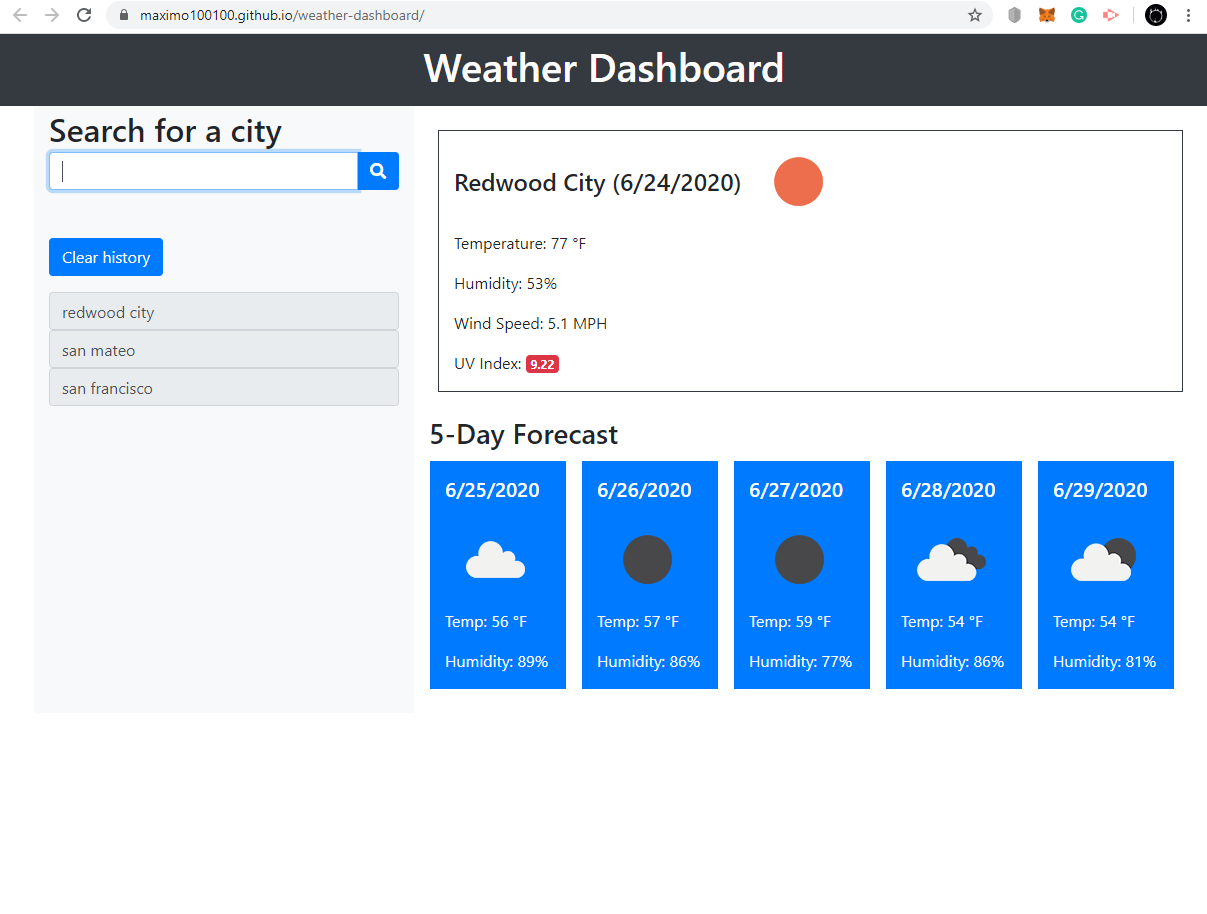 maximo100100.github.io/weather-dashboard/
Weather Dashboard
Search for a city
Clear history
redwood city
san mateo
san francisco
Redwood City (6/24/2020)
Temperature: 77 °F
Humidity: 53%
Wind Speed: 5.1 MPH
UV Index: 9.22
5-Day Forecast
6/25/2020
Temp: 56 °F
Humidity: 89%
6/26/2020
Temp: 57 °F
Humidity: 86%
6/27/2020
Temp: 59 °F
Humidity: 77%
6/28/2020
Temp: 54 °F
Humidity: 86%
6/29/2020
Temp: 54 °F
Humidity: 81%